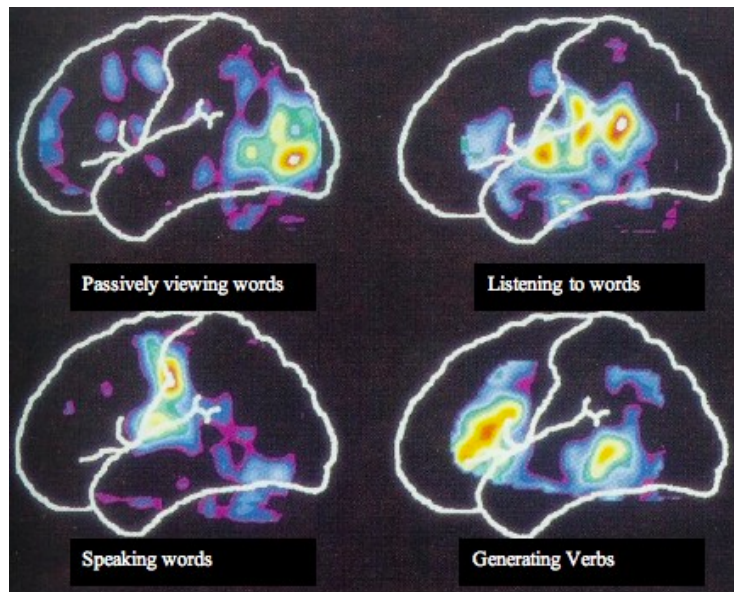 Passively viewing words
Listening to words
Speaking words
Generating Verbs